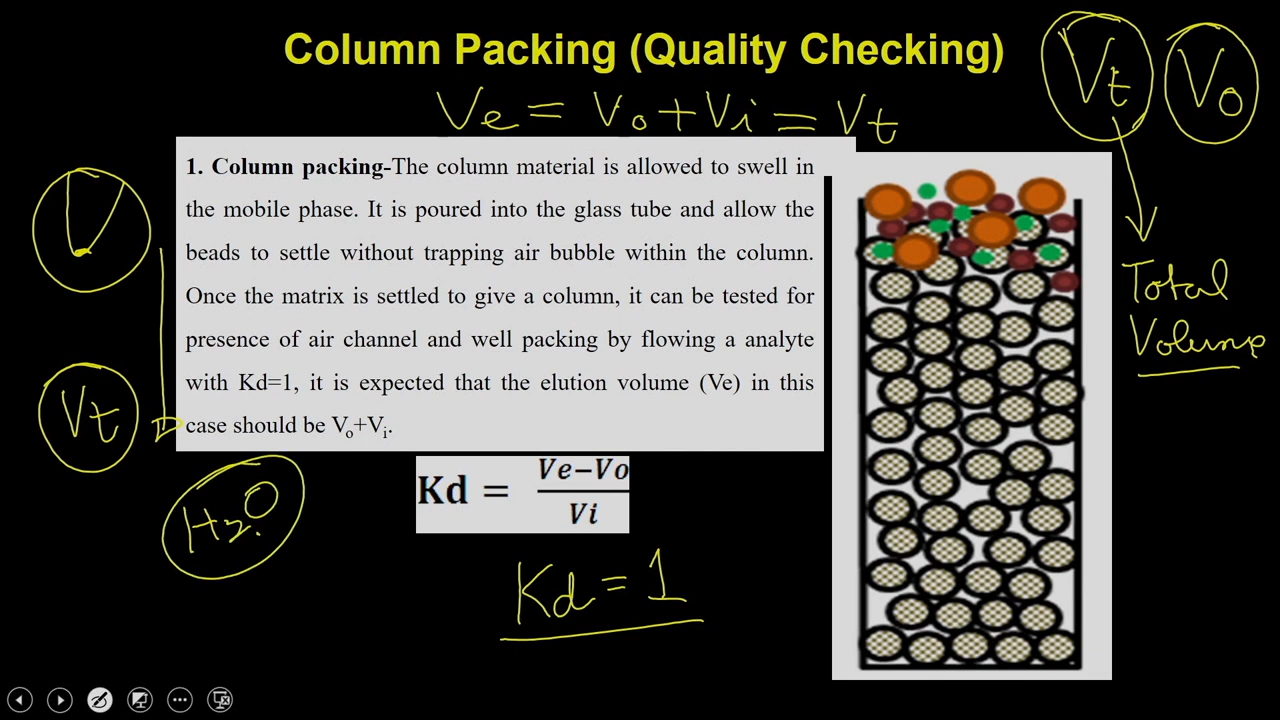 Column Packing (Quality Checking)
Vt Vo
Ve = Vo + Vi = Vt
1. Column packing-The column material is allowed to swell in
the mobile phase. It is poured into the glass tube and allow the
beads to settle without trapping air bubble within the column.
Once the matrix is settled to give a column, it can be tested for
presence of air channel and well packing by flowing a analyte
with Kd=1, it is expected that the elution volume (Ve) in this
case should be Vo+Vi.
Total
Volume
Vt
H2O
Kd = Ve−Vo
Vi
Kd = 1